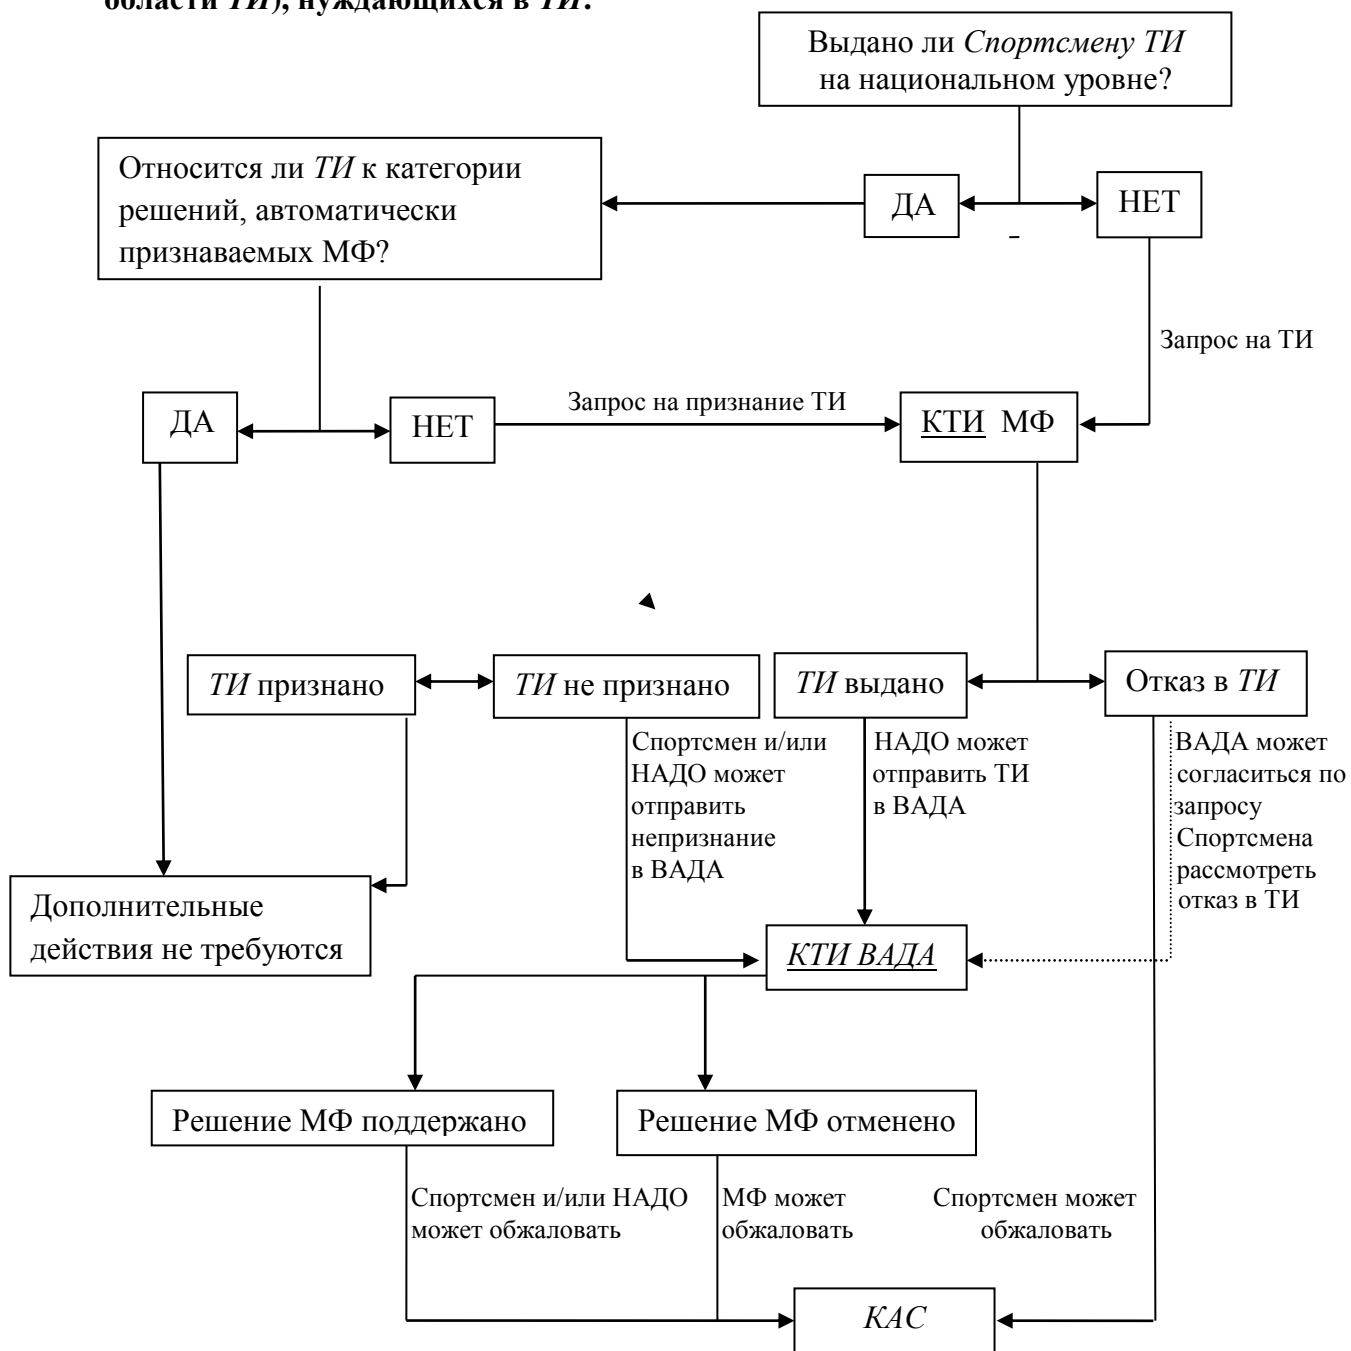 области ТИ), нуждающихся в ТИ.
Выдано ли Спортсмену ТИ
на национальном уровне?
Относится ли ТИ к категории
решений, автоматически
признаваемых МФ?
ДА
НЕТ
Запрос на ТИ
ДА
НЕТ
Запрос на признание ТИ
КТИ МФ
ТИ признано
ТИ не признано
ТИ выдано
Отказ в ТИ
Спортсмен и/или
НАДО может
отправить
непризнание
в ВАДА
НАДО может
отправить ТИ
в ВАДА
ВАДА может
согласиться по
запросу
Спортсмена
рассмотреть
отказ в ТИ
Дополнительные
действия не требуются
КТИ ВАДА
Решение МФ поддержано
Решение МФ отменено
Спортсмен и/или НАДО
может обжаловать
МФ может
обжаловать
Спортсмен может
обжаловать
КАС